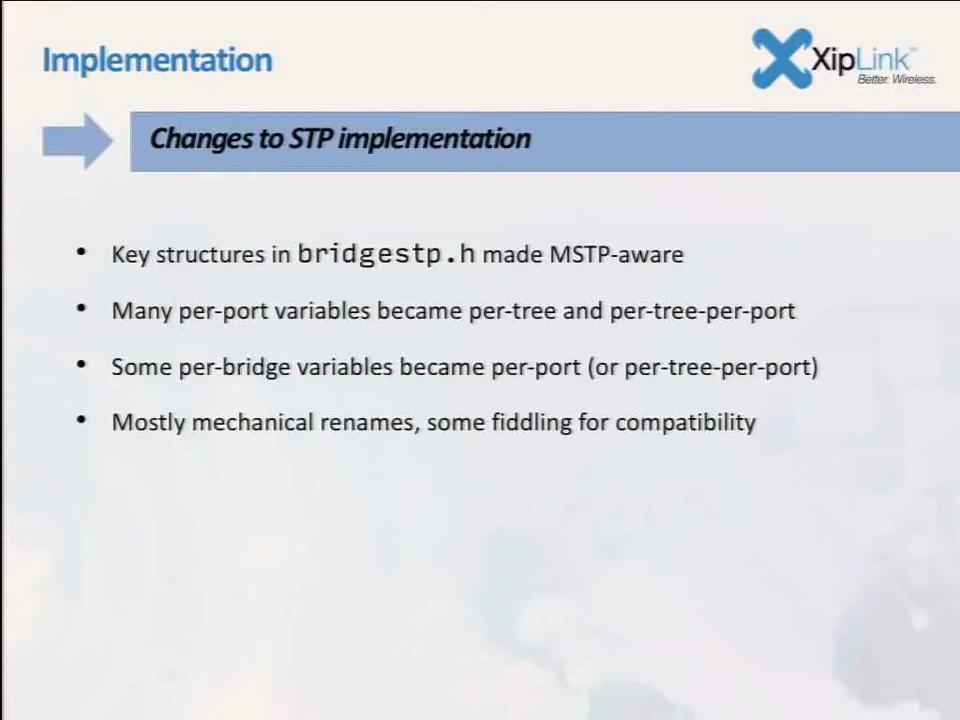 Implementation
XipLink™
Better. Wireless.
Changes to STP implementation
• Key structures in bridgestp.h made MSTP-aware
• Many per-port variables became per-tree and per-tree-per-port
• Some per-bridge variables became per-port (or per-tree-per-port)
• Mostly mechanical renames, some fiddling for compatibility